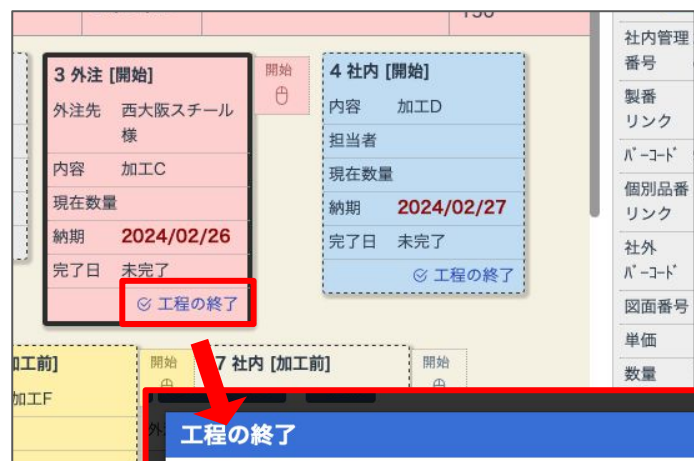 3 外注 [開始]
外注先 西大阪スチール
様
内容 加工C
現在数量
納期 2024/02/26
完了日 未完了
工程の終了
開始
4 社内 [開始]
内容 加工D
担当者
現在数量
納期 2024/02/27
完了日 未完了
工程の終了
工前]
加工F
開始
7 社内 [加工前]
開始
工程の終了
社内管理
番号
製番
リンク
ﾊﾞｰｺｰﾄﾞ
個別品番
リンク
社外
ﾊﾞｰｺｰﾄﾞ
図面番号
単価
数量